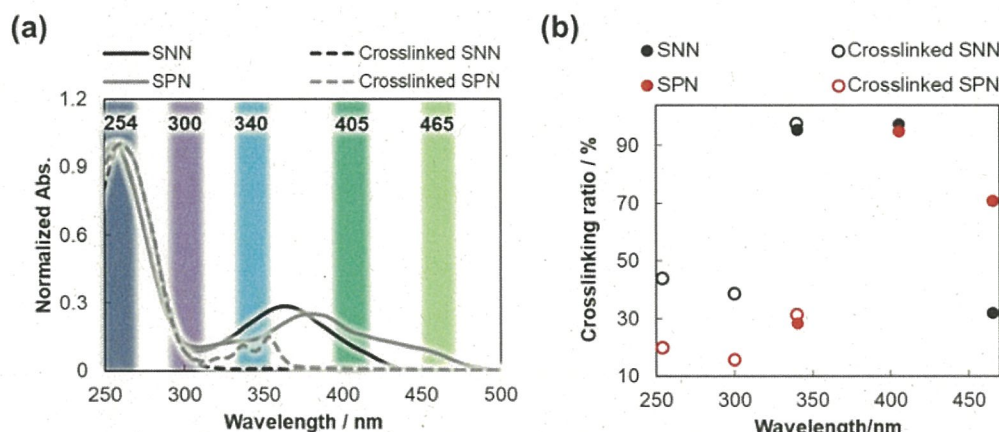 (a)
SNN
Crosslinked SNN
SPN
Crosslinked SPN
1.2
254
300
340
405
465
0.9
0.6
0.3
0
Normalized Abs.
250
300
350
400
450
500
Wavelength / nm
(b)
SNN
Crosslinked SNN
SPN
Crosslinked SPN
90
70
50
30
10
Crosslinking ratio / %
250
300
350
400
450
Wavelength/nm